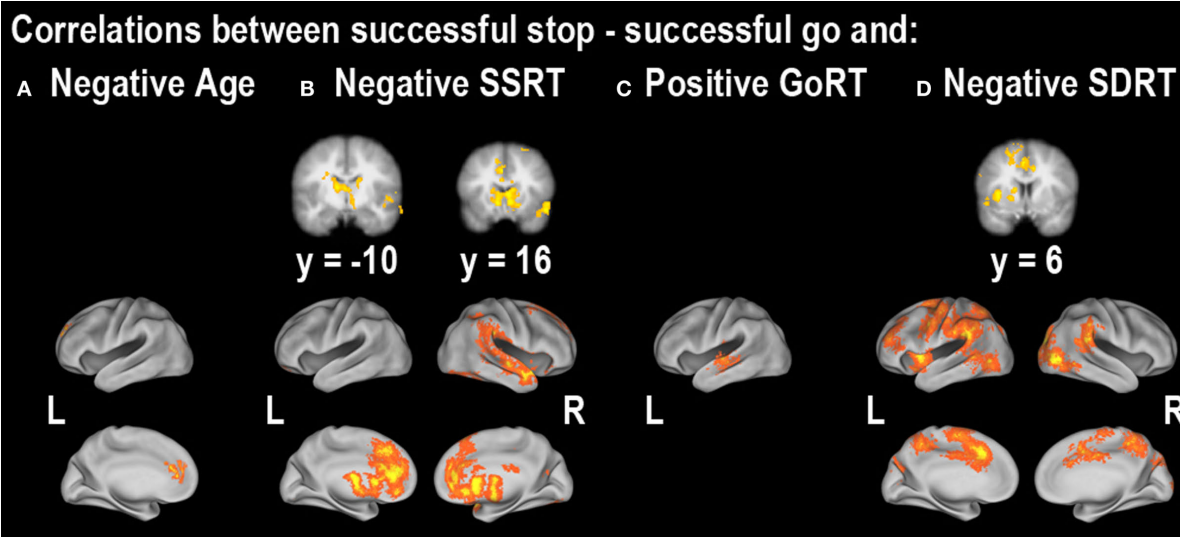 Correlations between successful stop - successful go and:
A Negative Age B Negative SSRT C Positive GoRT D Negative SDRT
y = -10 y = 16 y = 6
L L R L L R